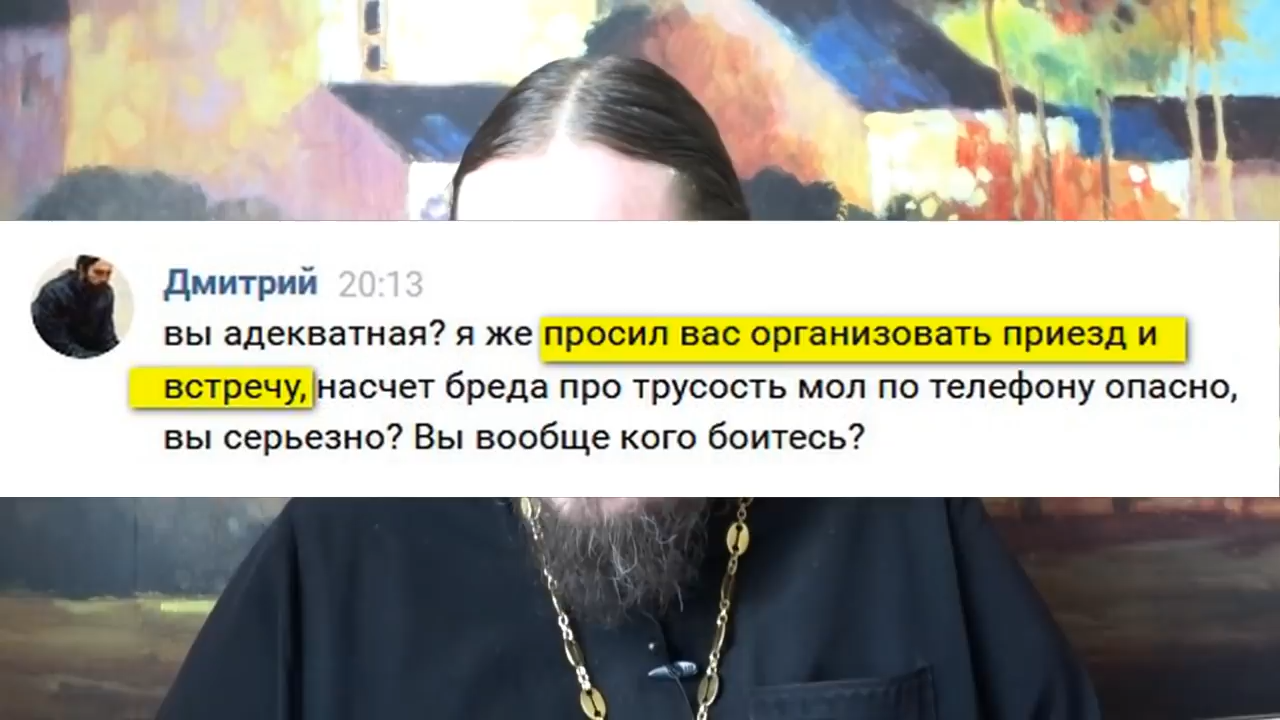 Дмитрий 20:13
вы адекватная? я же просил вас организовать приезд и
встречу, насчет бреда про трусость мол по телефону опасно,
вы серьезно? Вы вообще кого боитесь?